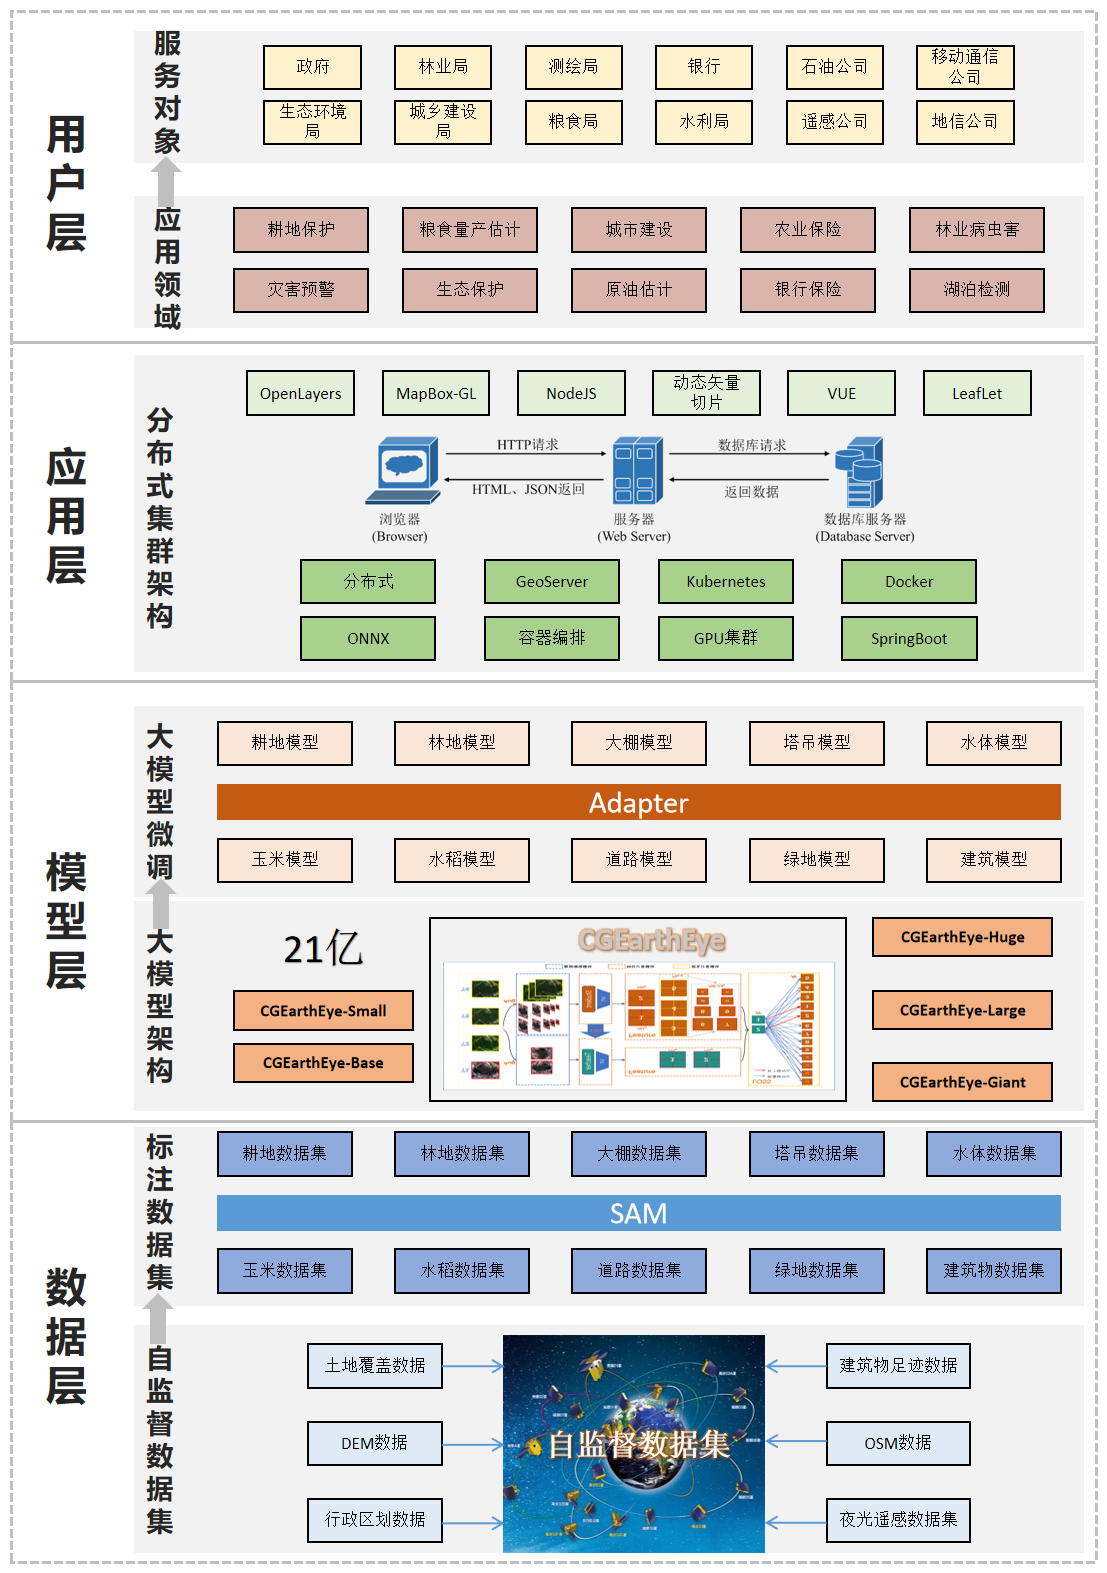 用户层
服务对象
政府
林业局
测绘局
银行
石油公司
移动通信
公司
生态环境
局
城乡建设
局
粮食局
水利局
遥感公司
地信公司
应用领域
耕地保护
粮食量产估计
城市建设
农业保险
林业病虫害
灾害预警
生态保护
原油估计
银行保险
湖泊检测
应用层
分布式集群架构
OpenLayers
MapBox-GL
NodeJS
动态矢量
切片
VUE
LeafLet
HTTP请求
数据库请求
HTML、JSON返回
返回数据
浏览器
(Browser)
服务器
(Web Server)
数据库服务器
(Database Server)
分布式
GeoServer
Kubernetes
Docker
ONNX
容器编排
GPU集群
SpringBoot
模型层
大模型微调
耕地模型
林地模型
大棚模型
塔吊模型
水体模型
Adapter
玉米模型
水稻模型
道路模型
绿地模型
建筑模型
大模型架构
21亿
CGEarthEye-Small
CGEarthEye-Base
CGEarthEye
CGEarthEye-Huge
CGEarthEye-Large
CGEarthEye-Giant
数据层
标注数据集
耕地数据集
林地数据集
大棚数据集
塔吊数据集
水体数据集
SAM
玉米数据集
水稻数据集
道路数据集
绿地数据集
建筑物数据集
自监督数据集
土地覆盖数据
DEM数据
行政区划数据
自监督数据集
建筑物足迹数据
OSM数据
夜光遥感数据集